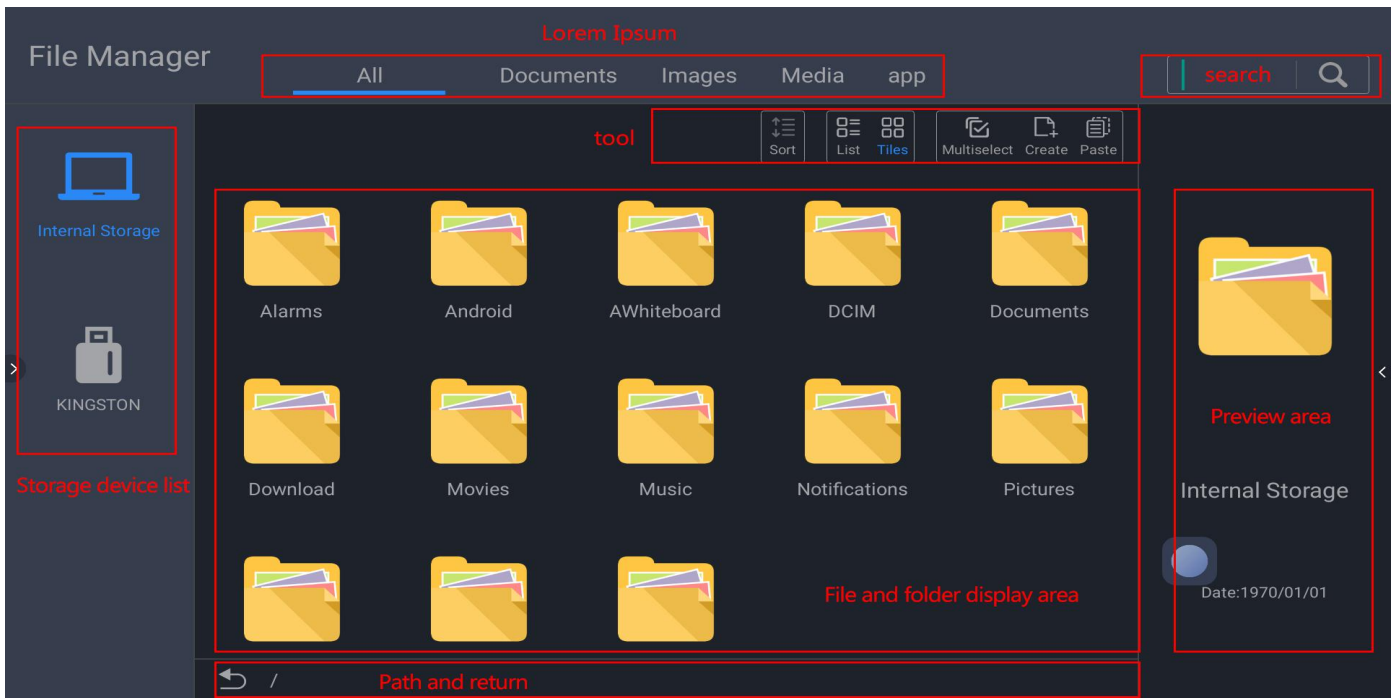 Lorem Ipsum
File Manager
All Documents Images Media app
search
tool
Sort List Tiles Multiselect Create Paste
Internal Storage
KINGSTON
Storage device list
Alarms Android AWhiteboard DCIM Documents
Download Movies Music Notifications Pictures
File and folder display area
Preview area
Internal Storage
Date:1970/01/01
/ Path and return